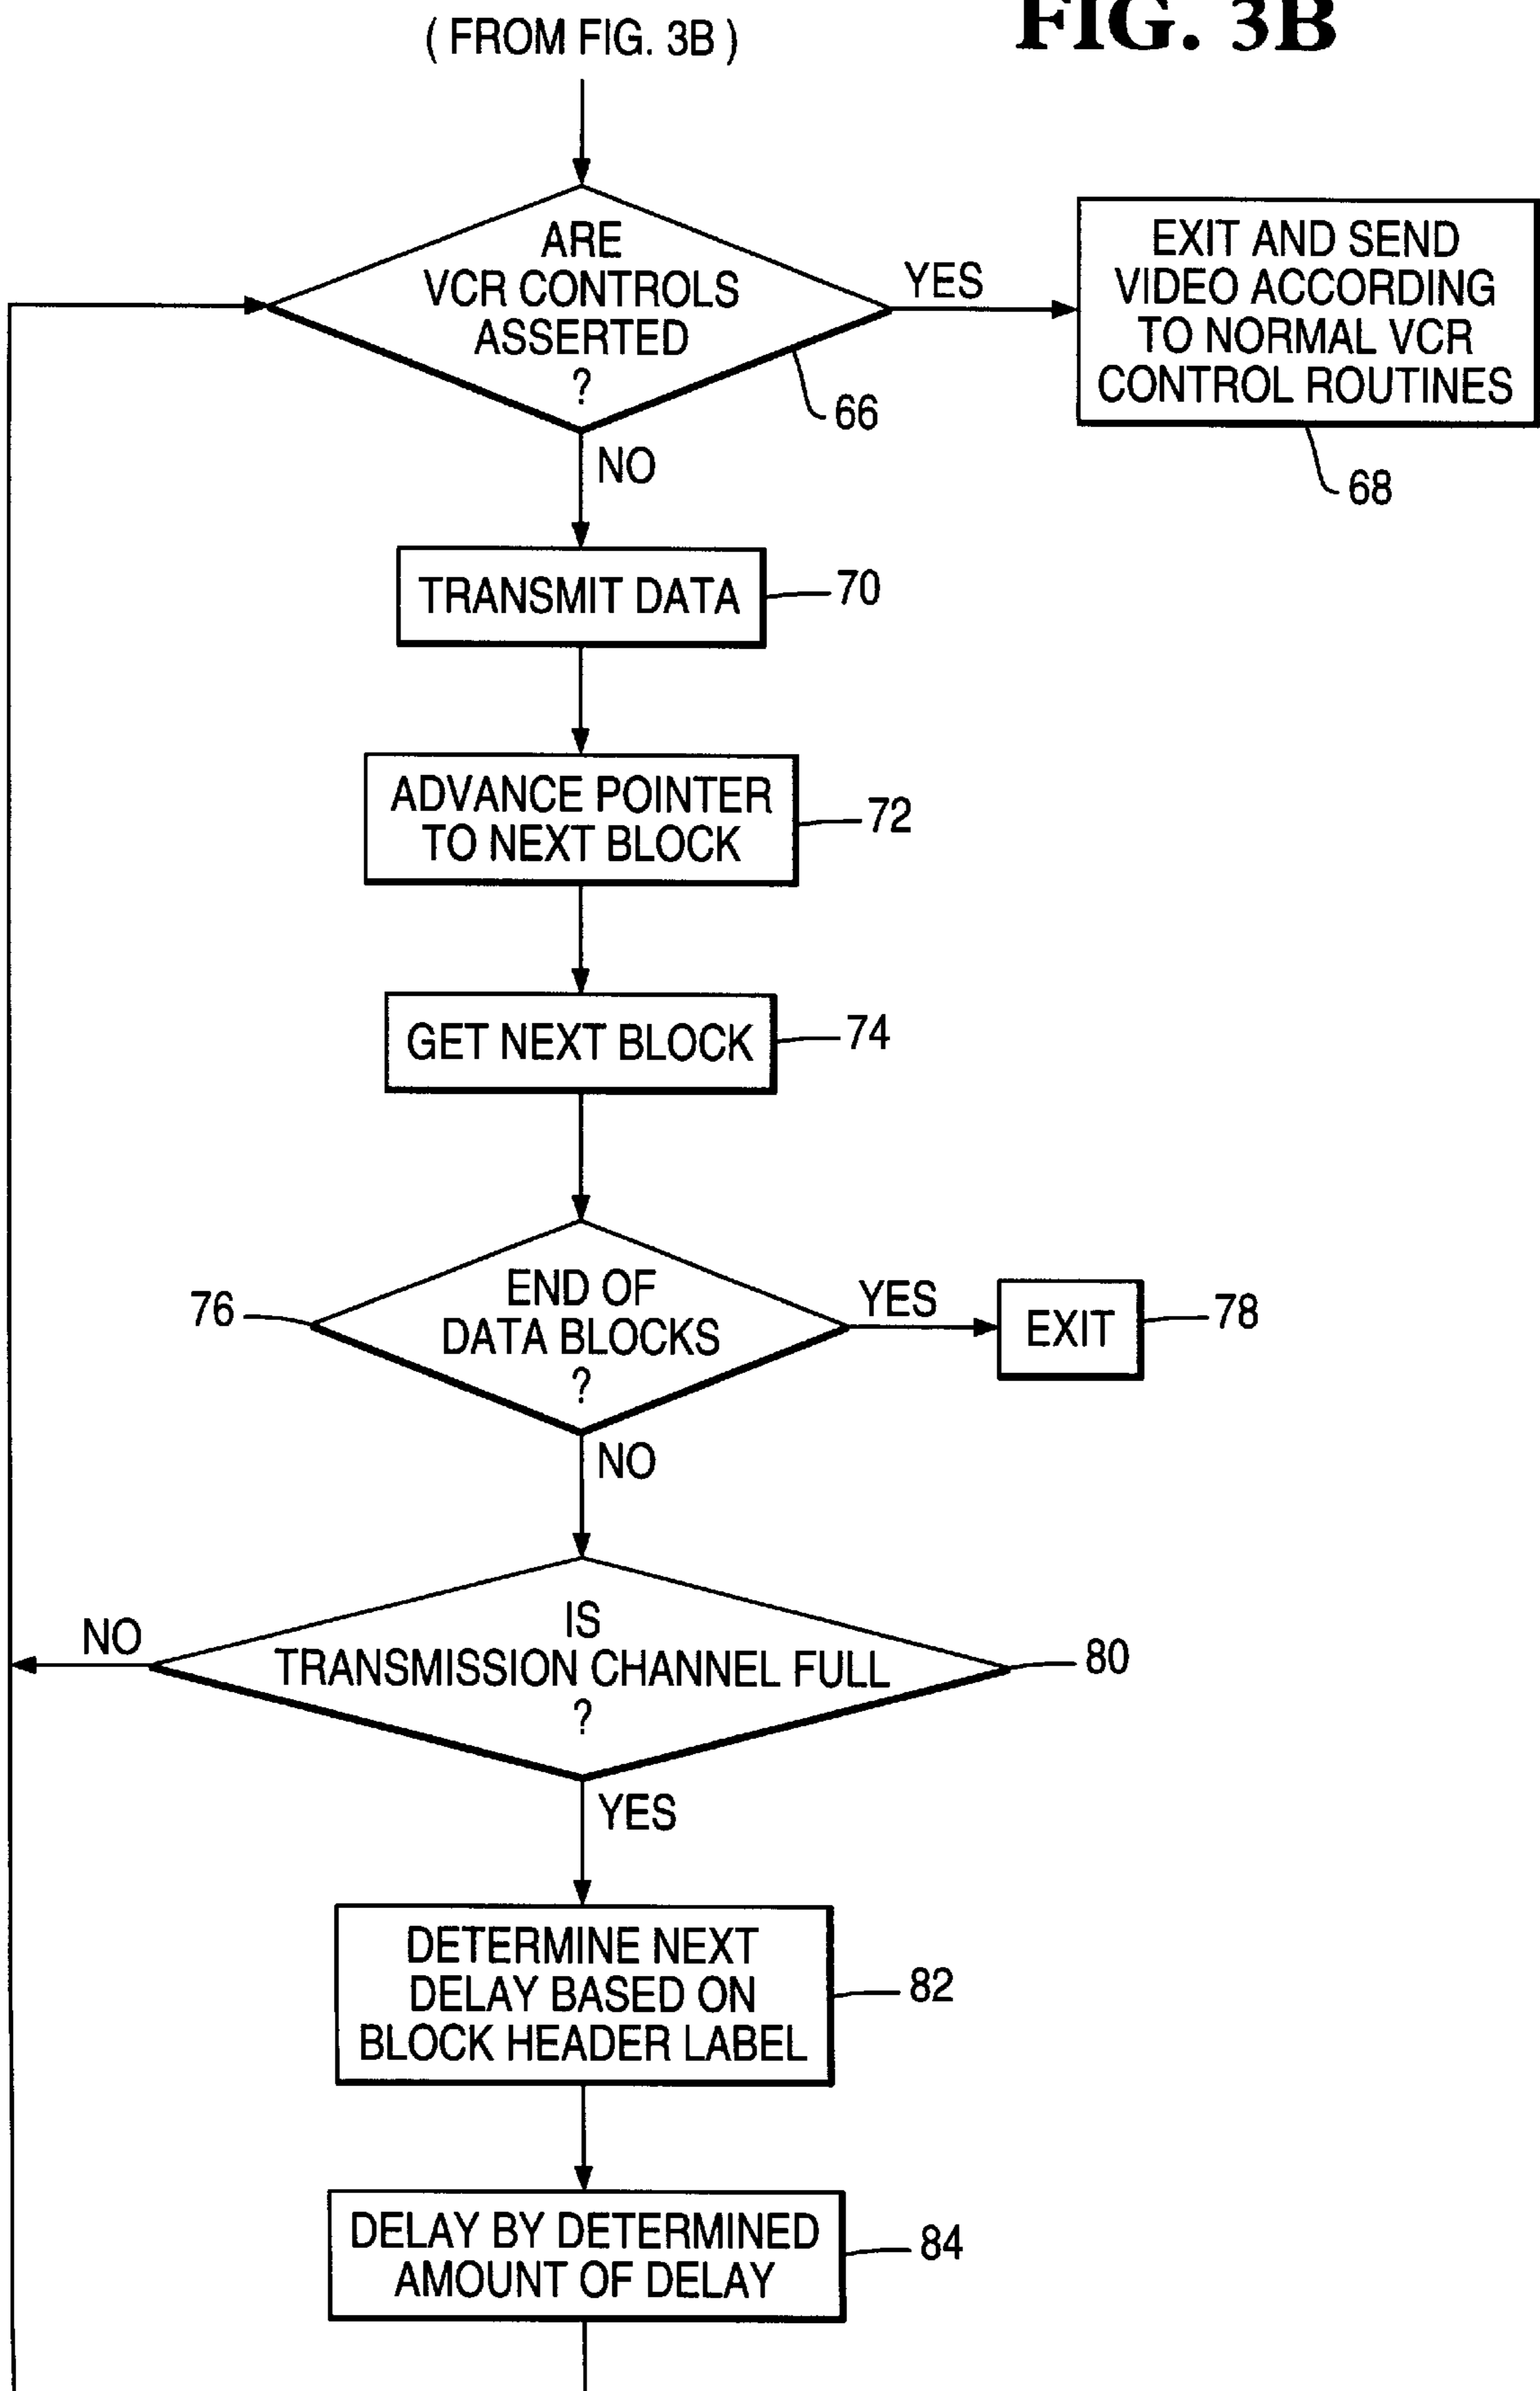 FIG. 3B
( FROM FIG. 3B )
ARE
VCR CONTROLS
ASSERTED
?
66
YES
EXIT AND SEND
VIDEO ACCORDING
TO NORMAL VCR
CONTROL ROUTINES
68
NO
TRANSMIT DATA
70
ADVANCE POINTER
TO NEXT BLOCK
72
GET NEXT BLOCK
74
76
END OF
DATA BLOCKS
?
YES
EXIT
78
NO
IS
TRANSMISSION CHANNEL FULL
?
80
NO
YES
DETERMINE NEXT
DELAY BASED ON
BLOCK HEADER LABEL
82
DELAY BY DETERMINED
AMOUNT OF DELAY
84